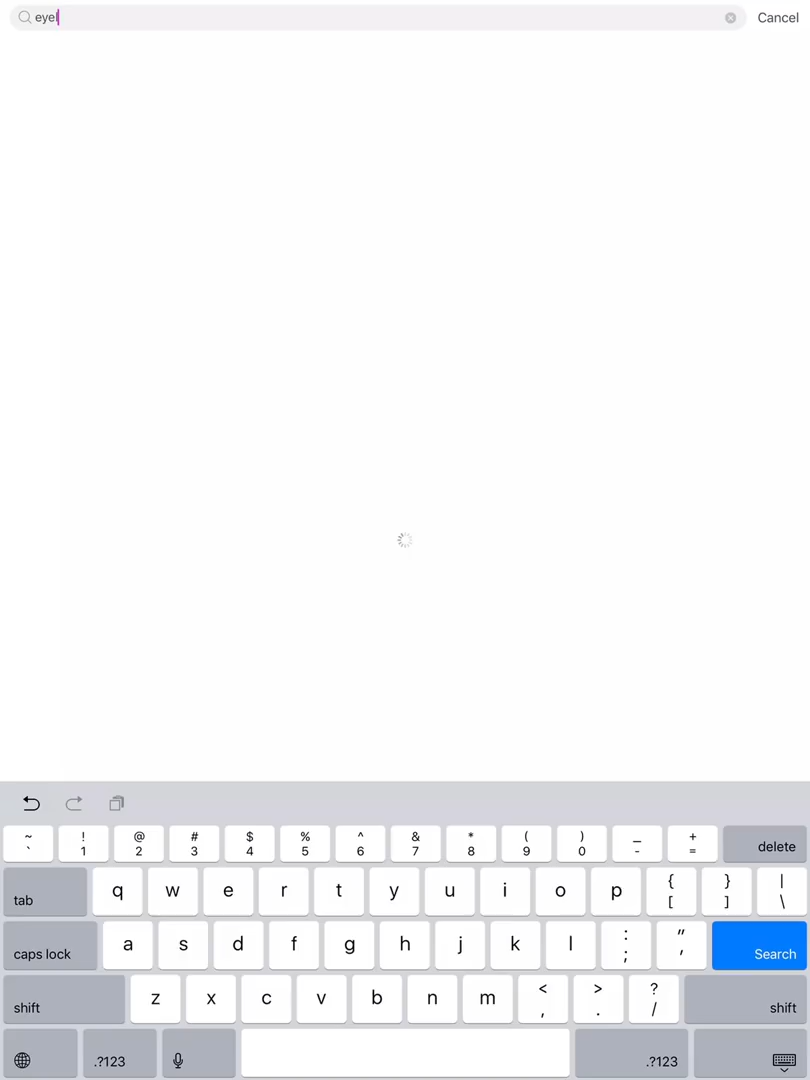 eyel
Cancel
~ ! @ # $ % ^ & * ( ) _ +
` 1 2 3 4 5 6 7 8 9 0 - = delete
tab q w e r t y u i o p { [ } ] | \
caps lock a s d f g h j k l : ; " ' Search
shift z x c v b n m < , > . ? / shift
.?123 .?123